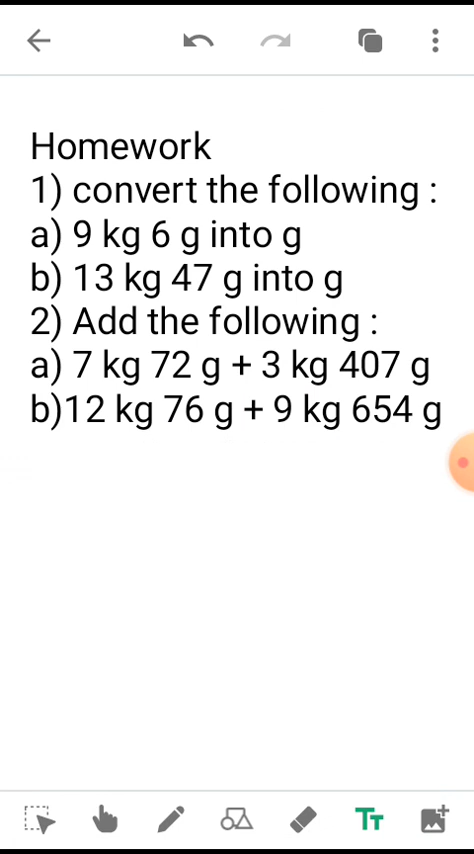 Homework
1) convert the following :
a) 9 kg 6 g into g
b) 13 kg 47 g into g
2) Add the following :
a) 7 kg 72 g + 3 kg 407 g
b)12 kg 76 g + 9 kg 654 g